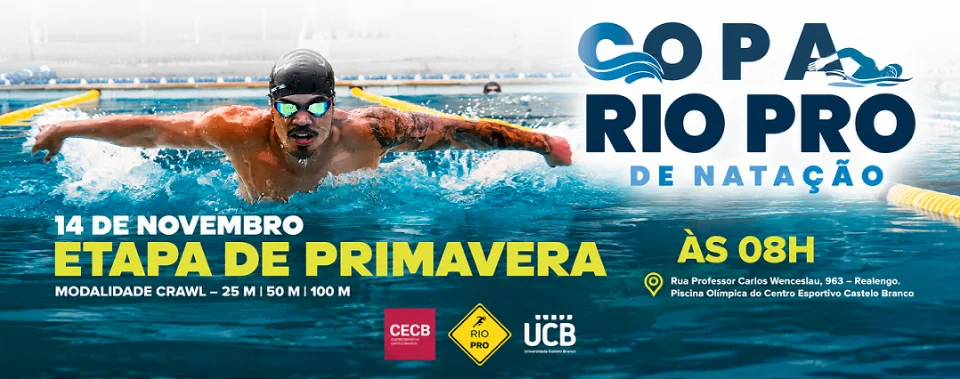 COPA
RIO PRO
DE NATAÇÃO
14 DE NOVEMBRO
ETAPA DE PRIMAVERA
MODALIDADE CRAWL – 25 M | 50 M | 100 M
ÀS 08H
Rua Professor Carlos Wenceslau, 963 – Realengo.
Piscina Olímpica do Centro Esportivo Castelo Branco
CECB
RIO
PRO
UCB
Universidade Castelo Branco